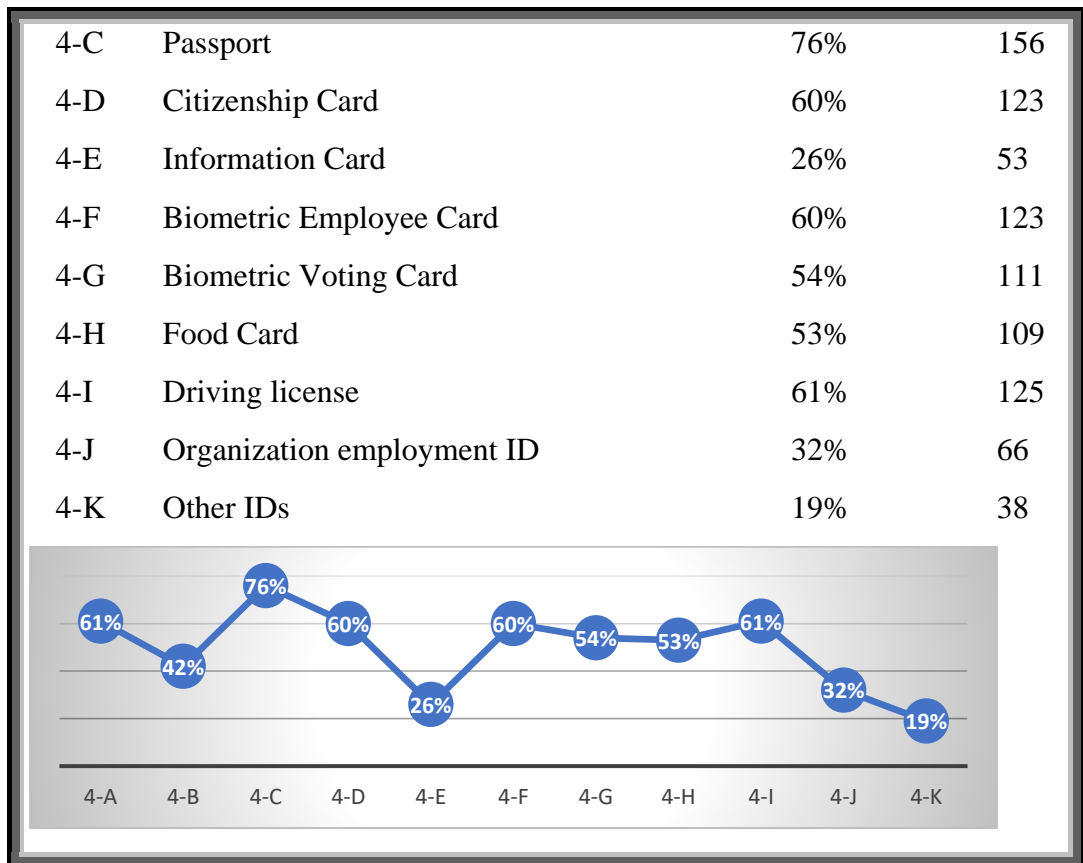 4-C Passport 76% 156
4-D Citizenship Card 60% 123
4-E Information Card 26% 53
4-F Biometric Employee Card 60% 123
4-G Biometric Voting Card 54% 111
4-H Food Card 53% 109
4-I Driving license 61% 125
4-J Organization employment ID 32% 66
4-K Other IDs 19% 38
61% 42% 76% 60% 26% 60% 54% 53% 61% 32% 19%
4-A 4-B 4-C 4-D 4-E 4-F 4-G 4-H 4-I 4-J 4-K